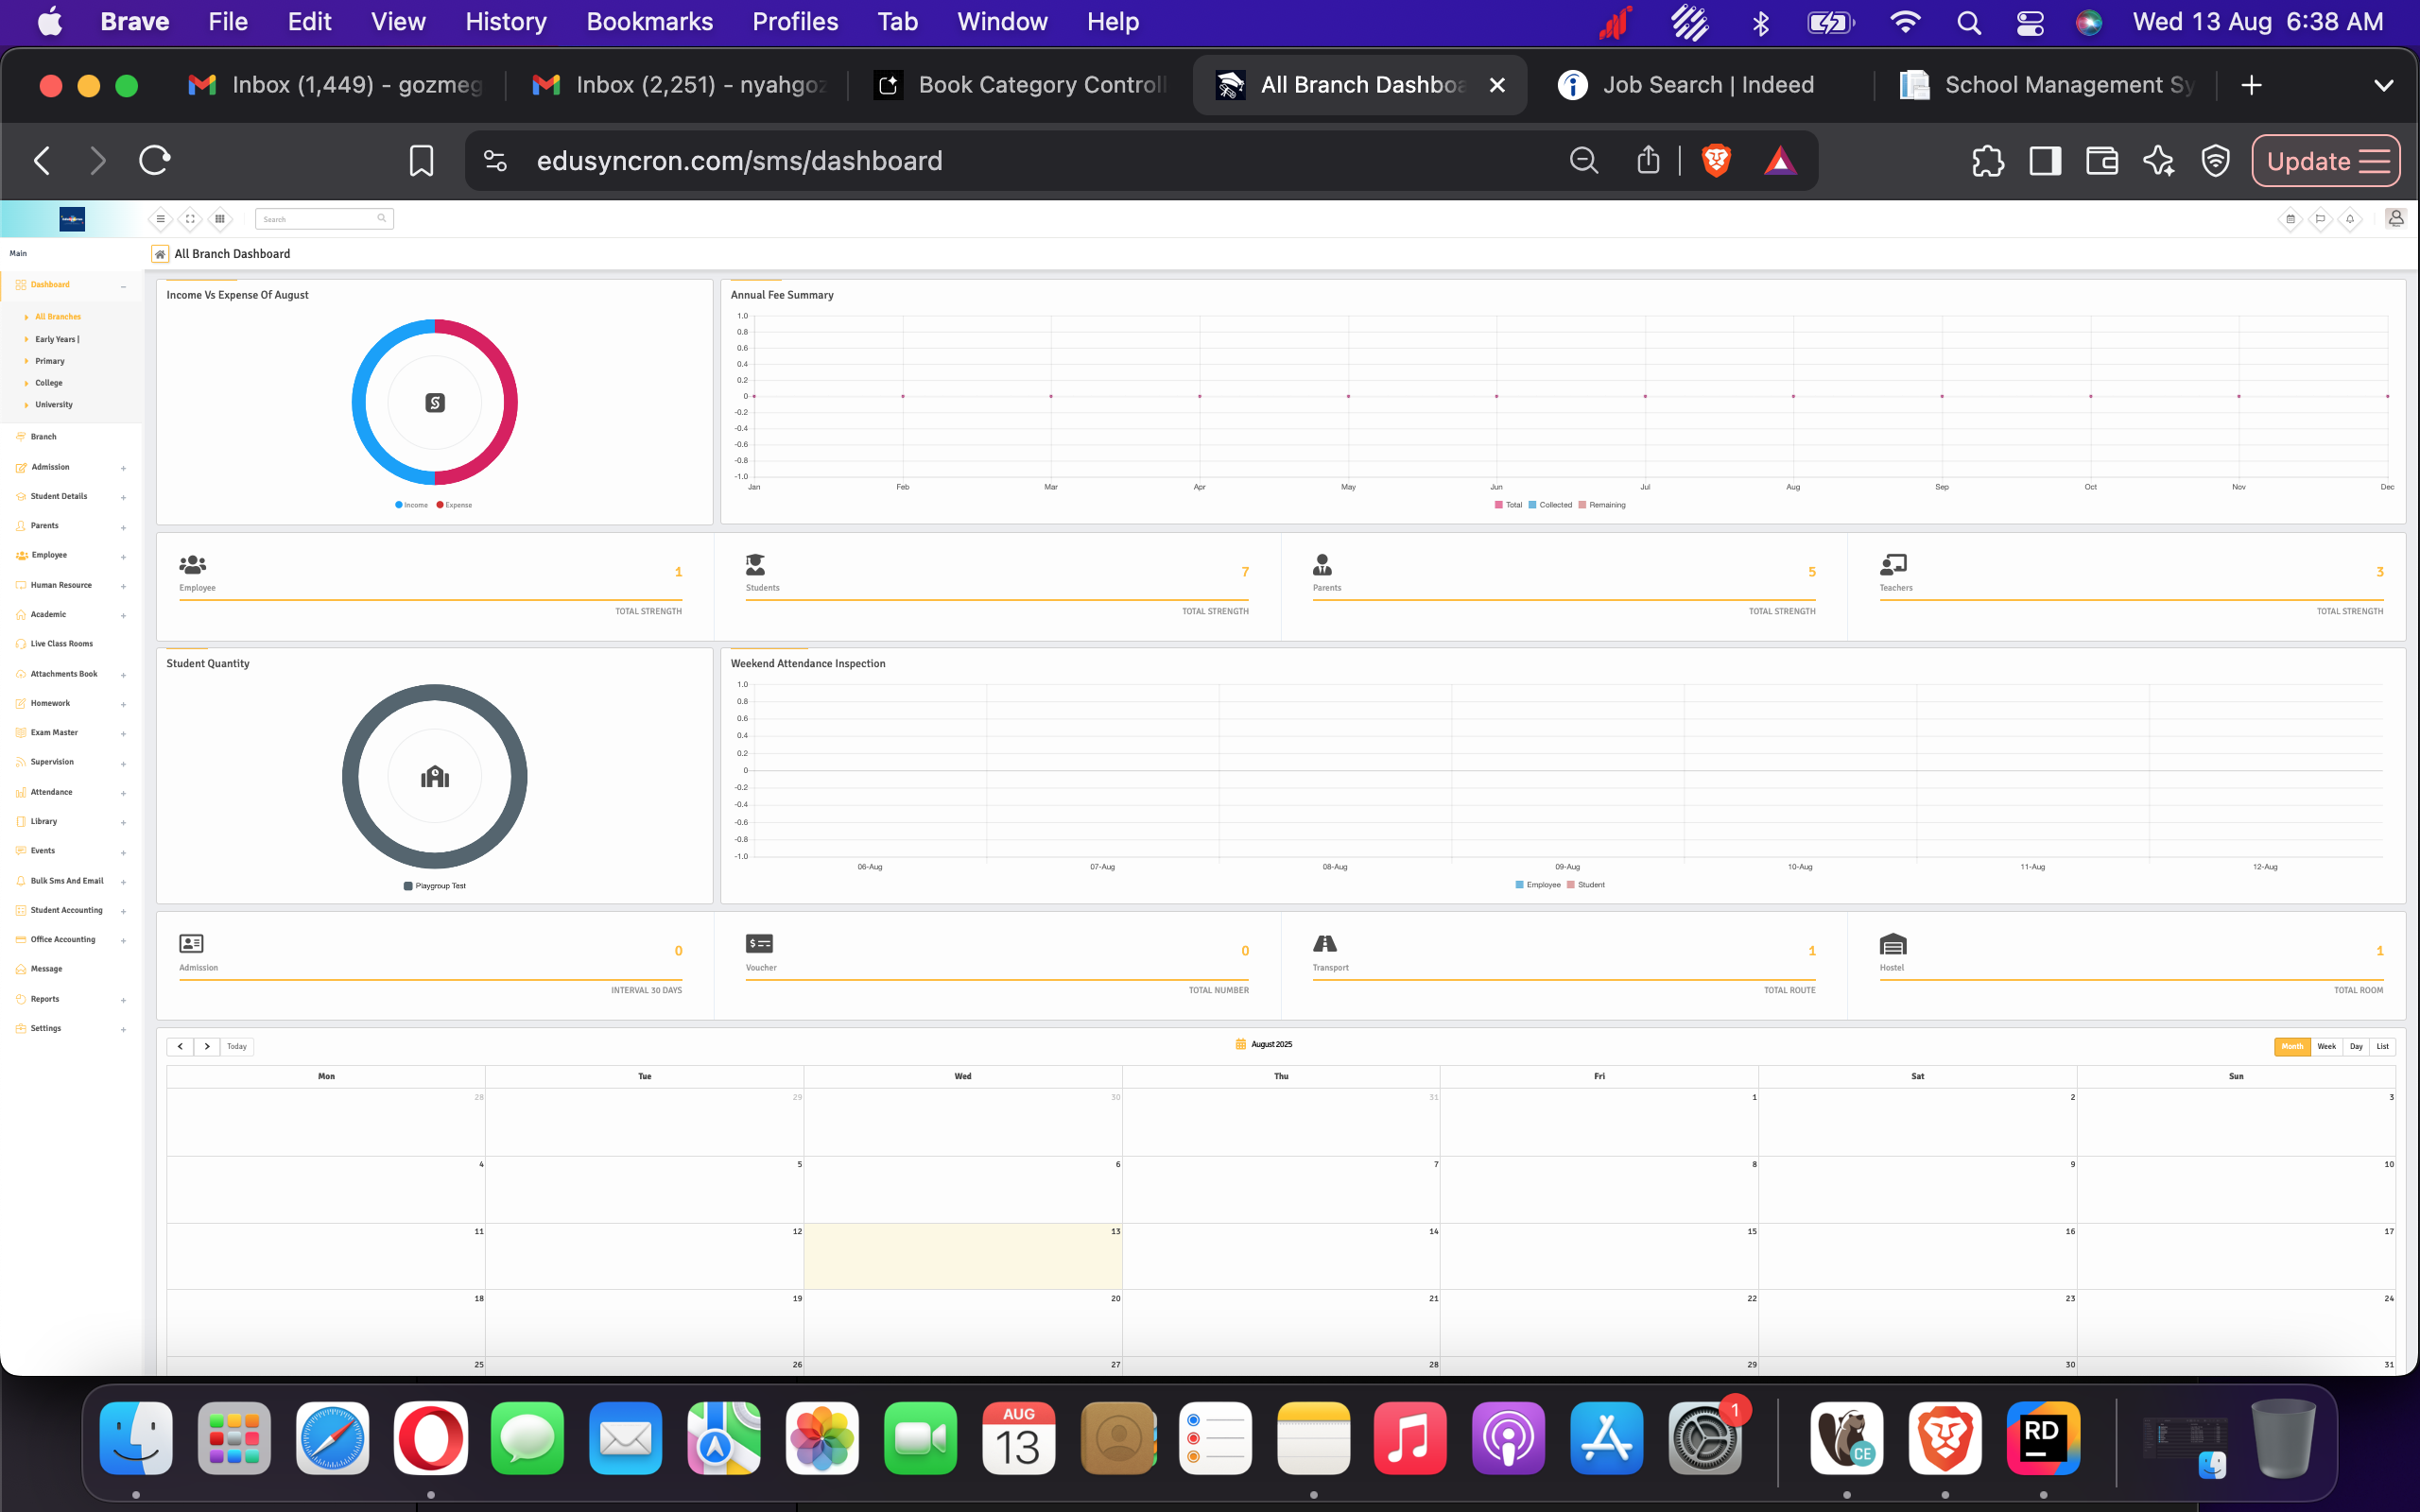 Brave File Edit View History Bookmarks Profiles Tab Window Help Wed 13 Aug 6:38 AM
Inbox (1,449) - gozmeg
Inbox (2,251) - nyahgoz
Book Category Controll
All Branch Dashboa
Job Search | Indeed
School Management Sy
edusyncron.com/sms/dashboard
Update
Search
Main
All Branch Dashboard
Dashboard
All Branches
Early Years |
Primary
College
University
Branch
Admission
Student Details
Parents
Employee
Human Resource
Academic
Live Class Rooms
Attachments Book
Homework
Exam Master
Supervision
Attendance
Library
Events
Bulk Sms And Email
Student Accounting
Office Accounting
Message
Reports
Settings
Income Vs Expense Of August
Income Expense
Annual Fee Summary
1.0
0.8
0.6
0.4
0.2
0
-0.2
-0.4
-0.6
-0.8
-1.0
Jan Feb Mar Apr May Jun Jul Aug Sep Oct Nov Dec
Total Collected Remaining
Employee 1
TOTAL STRENGTH
Students 7
TOTAL STRENGTH
Parents 5
TOTAL STRENGTH
Teachers 3
TOTAL STRENGTH
Student Quantity
Playgroup Test
Weekend Attendance Inspection
1.0
0.8
0.6
0.4
0.2
0
-0.2
-0.4
-0.6
-0.8
-1.0
06-Aug 07-Aug 08-Aug 09-Aug 10-Aug 11-Aug 12-Aug
Employee Student
Admission 0
INTERVAL 30 DAYS
Voucher 0
TOTAL NUMBER
Transport 1
TOTAL ROUTE
Hostel 1
TOTAL ROOM
Today
August 2025
Month Week Day List
Mon Tue Wed Thu Fri Sat Sun
28 29 30 31 1 2 3
4 5 6 7 8 9 10
11 12 13 14 15 16 17
18 19 20 21 22 23 24
25 26 27 28 29 30 31
AUG
13
1
CE
RD